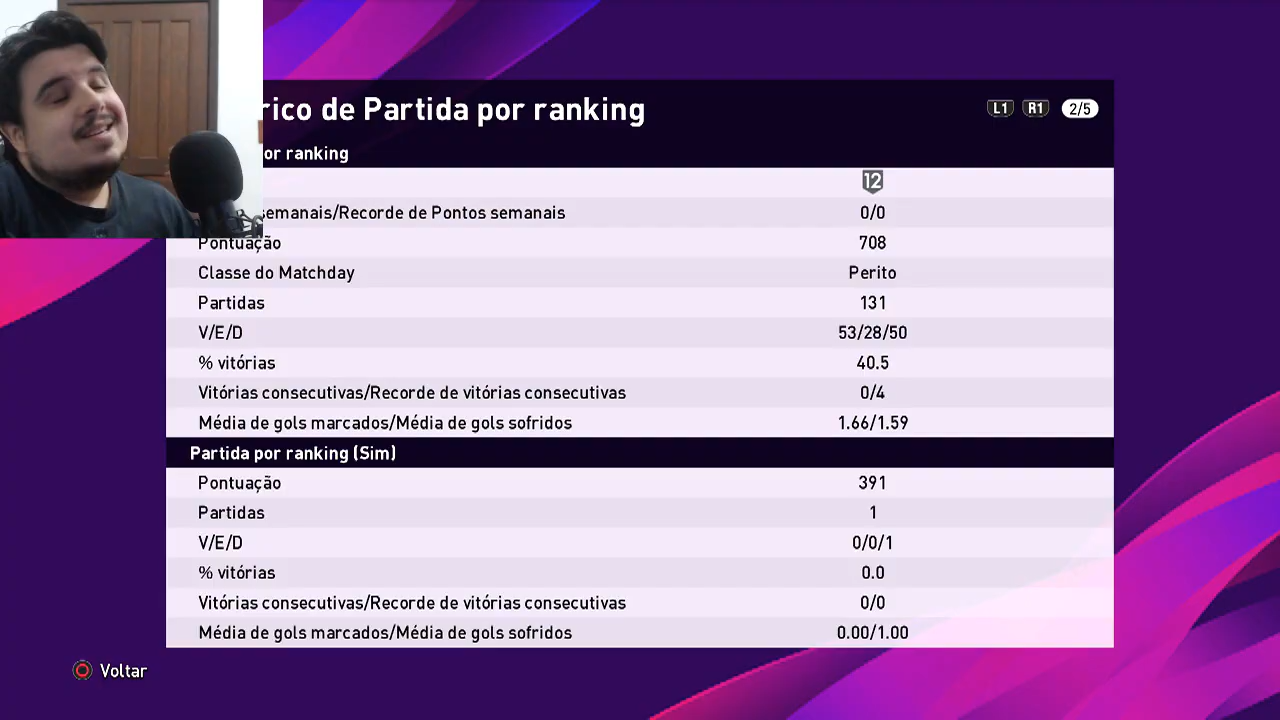 rico de Partida por ranking L1 R1 2/5
or ranking
12
semanais/Recorde de Pontos semanais 0/0
Pontuação 708
Classe do Matchday Perito
Partidas 131
V/E/D 53/28/50
% vitórias 40.5
Vitórias consecutivas/Recorde de vitórias consecutivas 0/4
Média de gols marcados/Média de gols sofridos 1.66/1.59
Partida por ranking (Sim)
Pontuação 391
Partidas 1
V/E/D 0/0/1
% vitórias 0.0
Vitórias consecutivas/Recorde de vitórias consecutivas 0/0
Média de gols marcados/Média de gols sofridos 0.00/1.00
Voltar